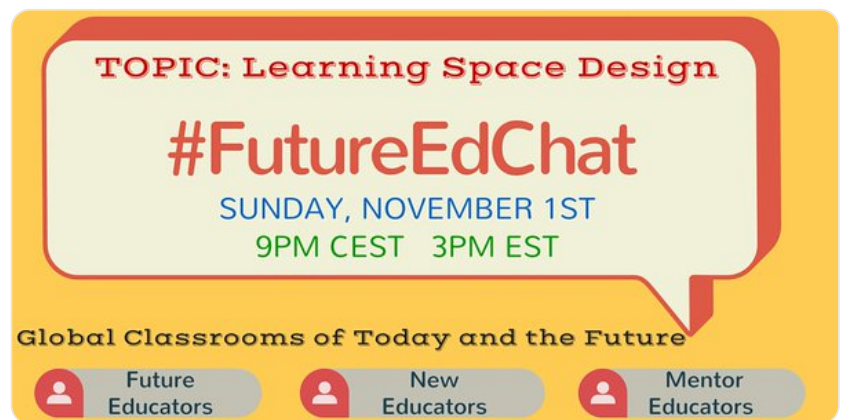 TOPIC: Learning Space Design
#FutureEdChat
SUNDAY, NOVEMBER 1ST
9PM CEST 3PM EST
Global Classrooms of Today and the Future
Future
Educators
New
Educators
Mentor
Educators